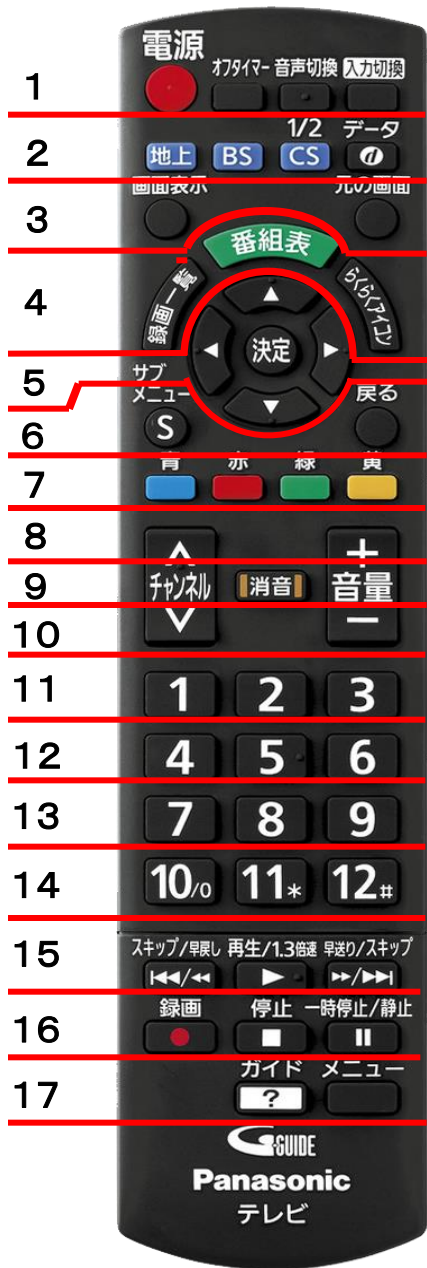 電源
オフタイマー 音声切換 入力切換
1
1/2 データ
2 地上 BS CS d
画面表示 元の画面
3
番組表
4 録画一覧 らくらくアイコン
決定
5 サブメニュー 戻る
S
6
青 赤 緑 黄
7
8 +
9 チャンネル 消音 音量
10 −
11 1 2 3
12 4 5 6
13 7 8 9
14 10/0 11* 12#
スキップ/早戻し 再生/1.3倍速 早送り/スキップ
15
録画 停止 一時停止/静止
16
ガイド メニュー
17 ?
G-GUIDE
Panasonic
テレビ